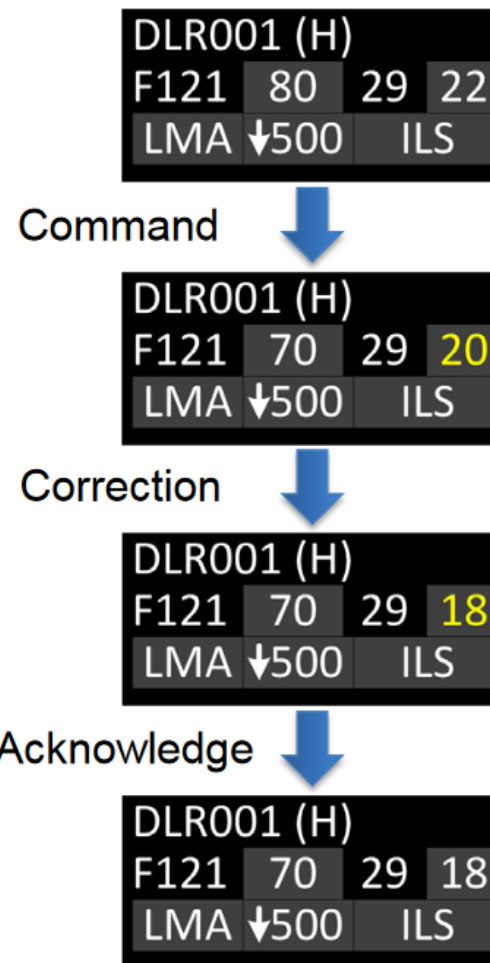 DLR001 (H)
F121 80 29 22
LMA ↓500 ILS
Command
DLR001 (H)
F121 70 29 20
LMA ↓500 ILS
Correction
DLR001 (H)
F121 70 29 18
LMA ↓500 ILS
Acknowledge
DLR001 (H)
F121 70 29 18
LMA ↓500 ILS